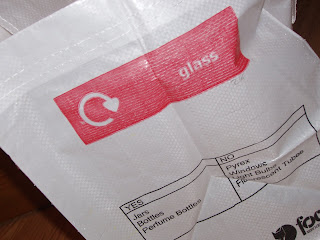 glass
YES
NO
Jars
Bottles
Perfume Bottles
Pyrex
Windows
Light Bulbs
Fluorescent Tubes